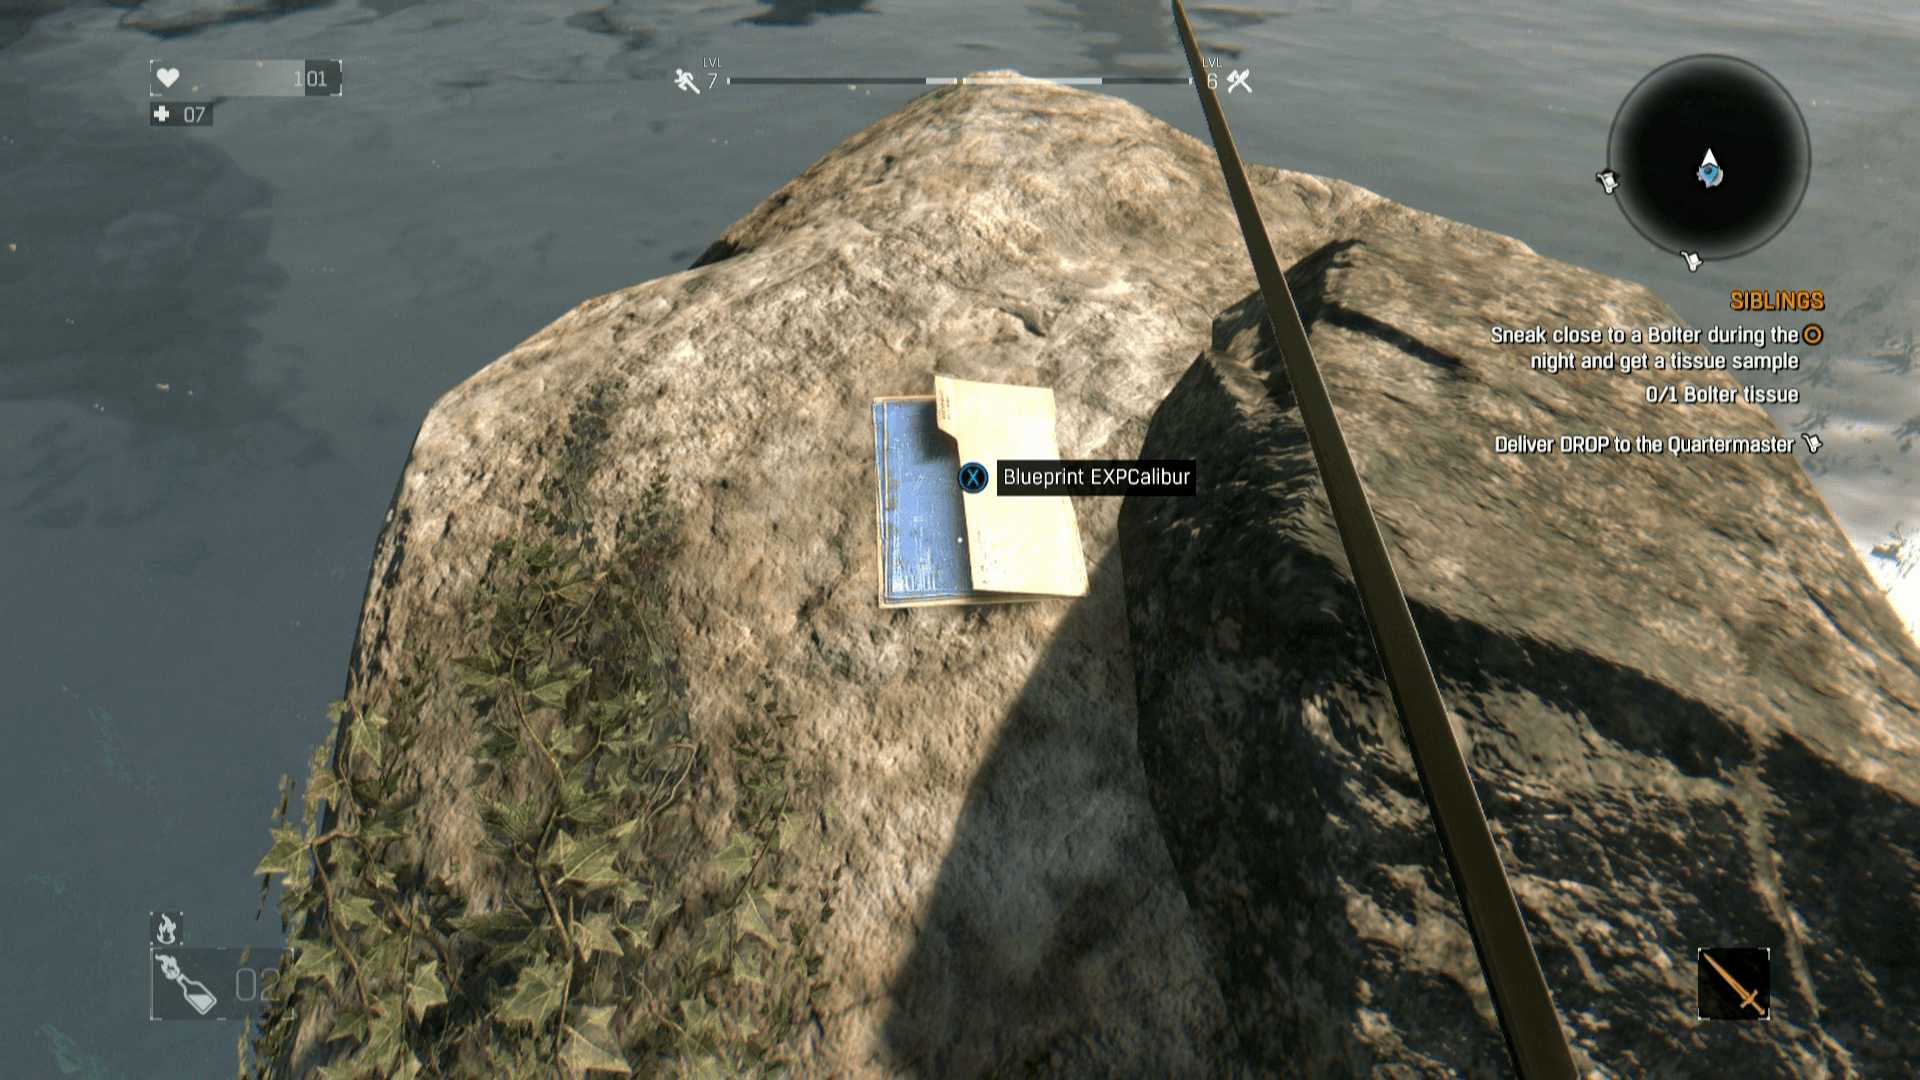 101
07
LVL
7
LVL
6
SIBLINGS
Sneak close to a Bolter during the
night and get a tissue sample
0/1 Bolter tissue
Deliver DROP to the Quartermaster
X Blueprint EXPCalibur
02